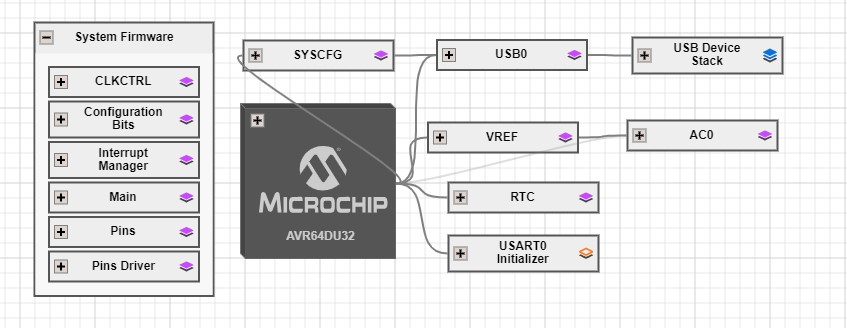 System Firmware
CLKCTRL
Configuration
Bits
Interrupt
Manager
Main
Pins
Pins Driver
SYSCFG
USB0
USB Device
Stack
MICROCHIP
AVR64DU32
VREF
AC0
RTC
USART0
Initializer